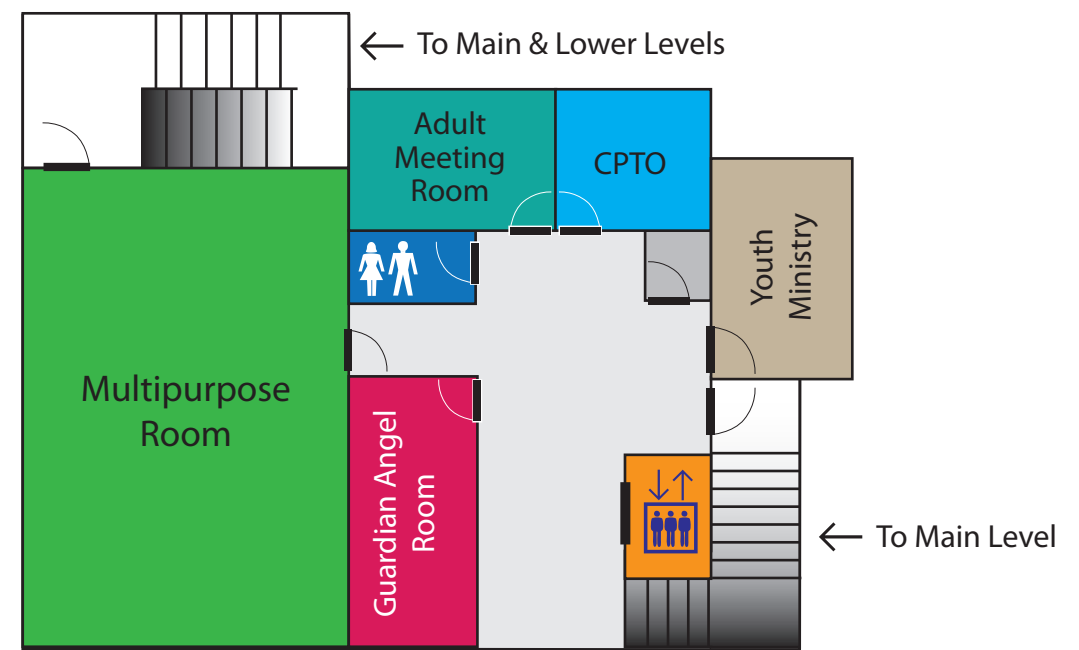 To Main & Lower Levels
Adult
Meeting
Room
CPTO
Youth
Ministry
Multipurpose
Room
Guardian Angel
Room
To Main Level